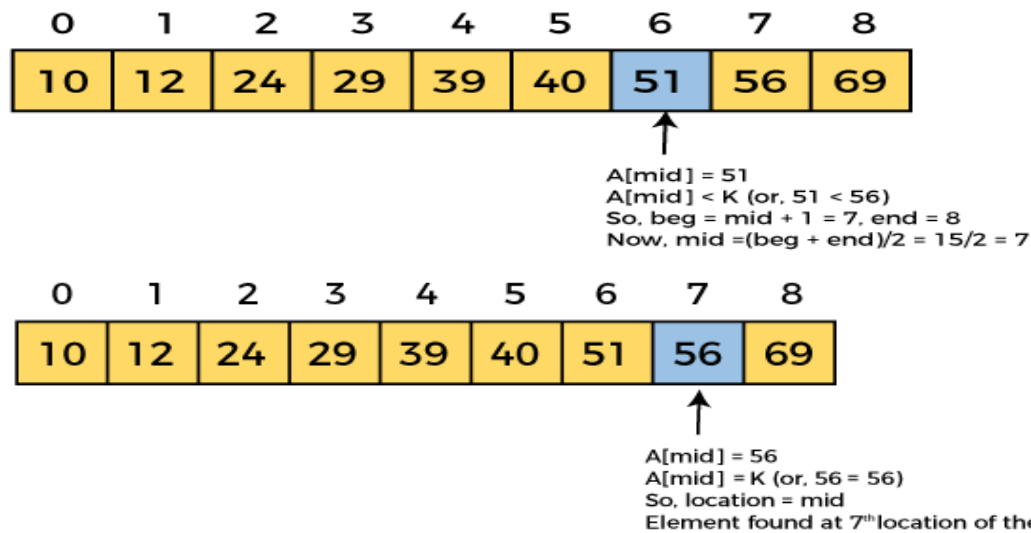 0 1 2 3 4 5 6 7 8
10 12 24 29 39 40 51 56 69
A[mid] = 51
A[mid] < K (or, 51 < 56)
So, beg = mid + 1 = 7, end = 8
Now, mid =(beg + end)/2 = 15/2 = 7
0 1 2 3 4 5 6 7 8
10 12 24 29 39 40 51 56 69
A[mid] = 56
A[mid] = K (or, 56 = 56)
So, location = mid
Element found at 7th location of the